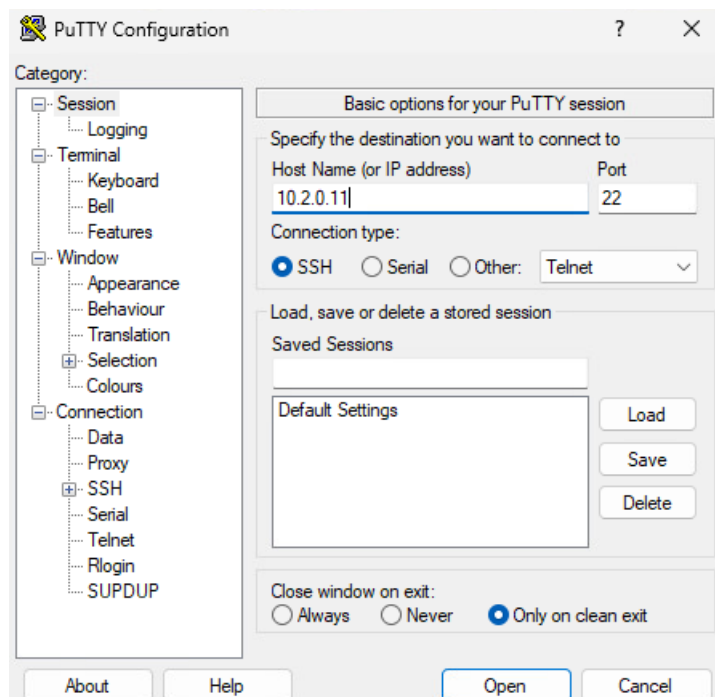 PuTTY Configuration ? ×
Category:
Session
Logging
Terminal
Keyboard
Bell
Features
Window
Appearance
Behaviour
Translation
Selection
Colours
Connection
Data
Proxy
SSH
Serial
Telnet
Rlogin
SUPDUP
Basic options for your PuTTY session
Specify the destination you want to connect to
Host Name (or IP address) Port
10.2.0.11 22
Connection type:
SSH Serial Other: Telnet
Load, save or delete a stored session
Saved Sessions
Default Settings
Load
Save
Delete
Close window on exit:
Always Never Only on clean exit
About Help Open Cancel